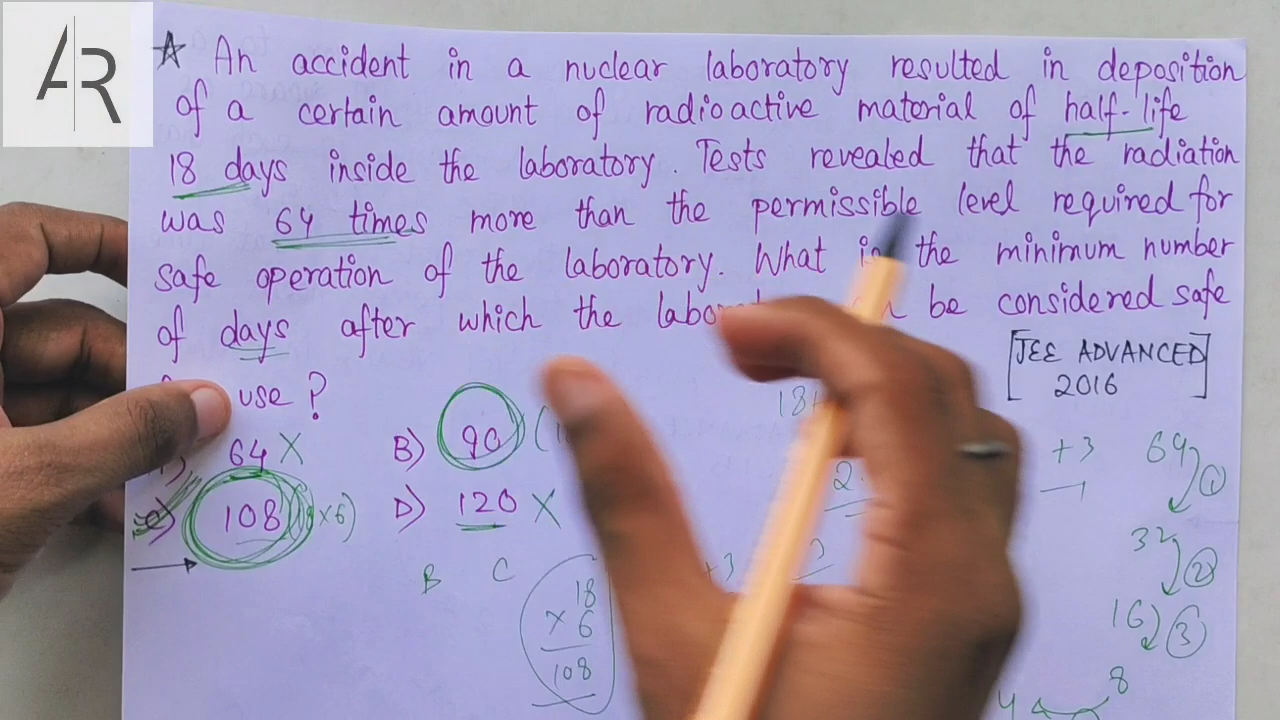 AR
☆ An accident in a nuclear laboratory resulted in deposition
of a certain amount of radioactive material of half-life
18 days inside the laboratory. Tests revealed that the radiation
was 64 times more than the permissible level required for
safe operation of the laboratory. What is the minimum number
of days after which the be considered safe
use ?
[JEE ADVANCED
2016]
64 X B) 90
108 (18×6) D) 120 X
B C
18
× 6
108
+3
+3
64 1
32 2
16 3
8
4